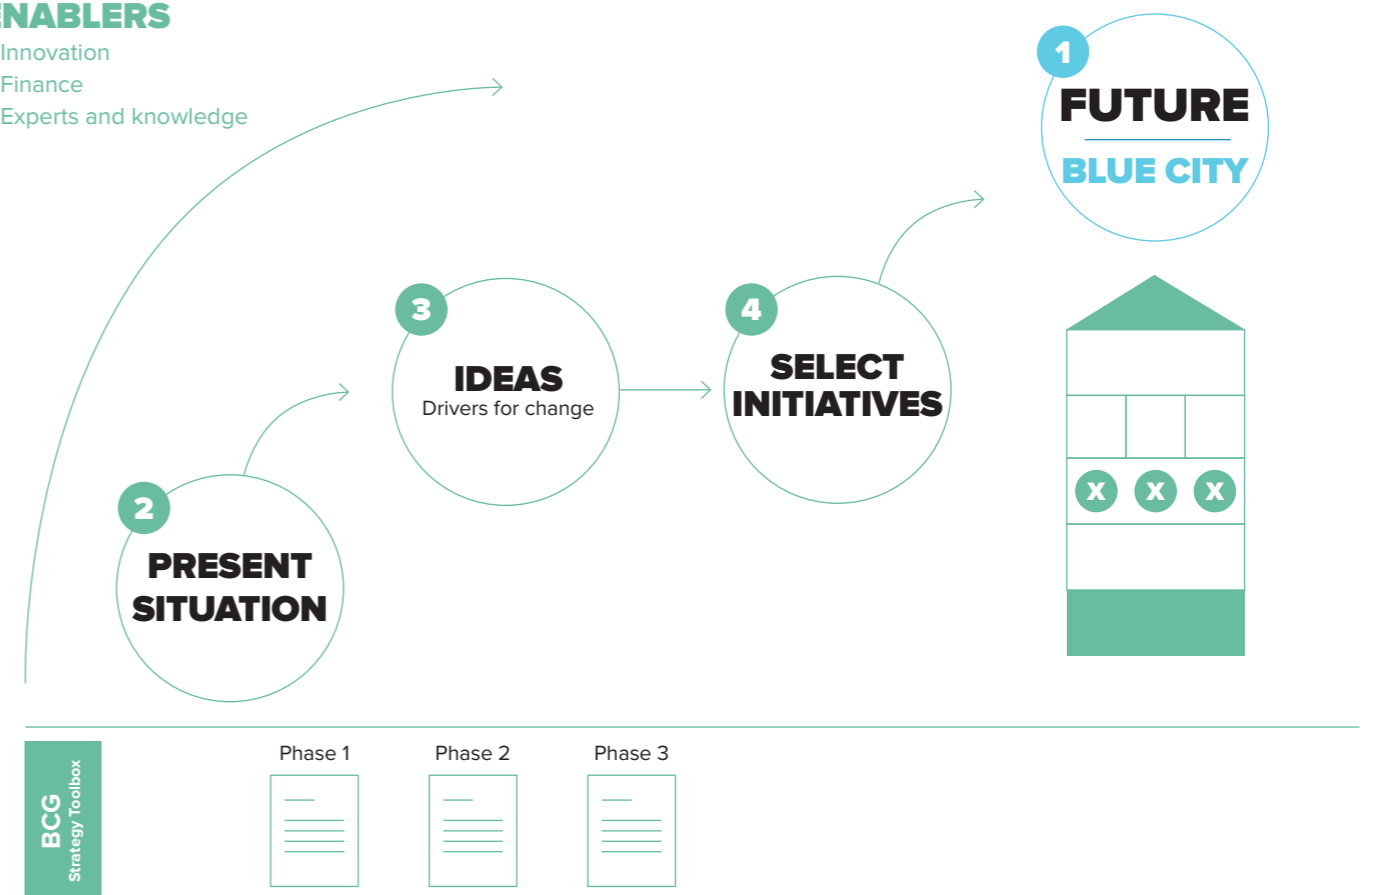 ENABLERS
Innovation
Finance
Experts and knowledge
1
FUTURE
BLUE CITY
3
IDEAS
Drivers for change
4
SELECT
INITIATIVES
X X X
2
PRESENT
SITUATION
BCG
Strategy Toolbox
Phase 1
Phase 2
Phase 3